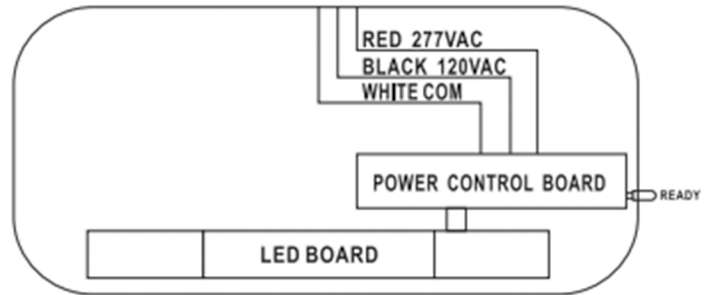 RED 277VAC
BLACK 120VAC
WHITE COM
POWER CONTROL BOARD
READY
LED BOARD